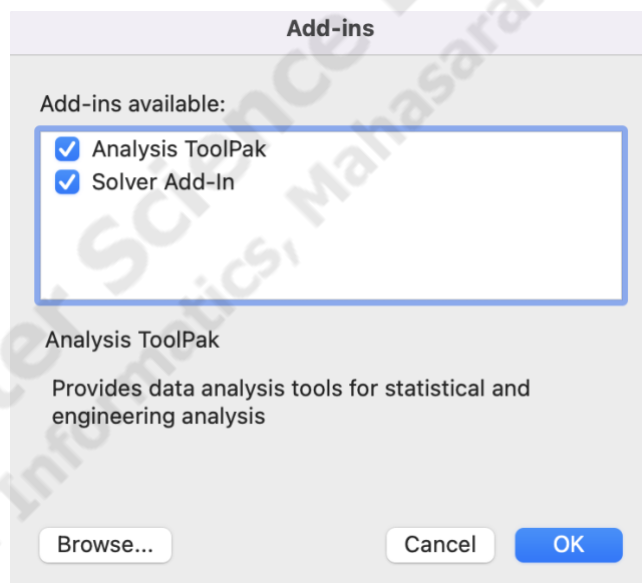 Add-ins
Add-ins available:
Analysis ToolPak
Solver Add-In
Analysis ToolPak
Provides data analysis tools for statistical and
engineering analysis
Browse...
Cancel
OK